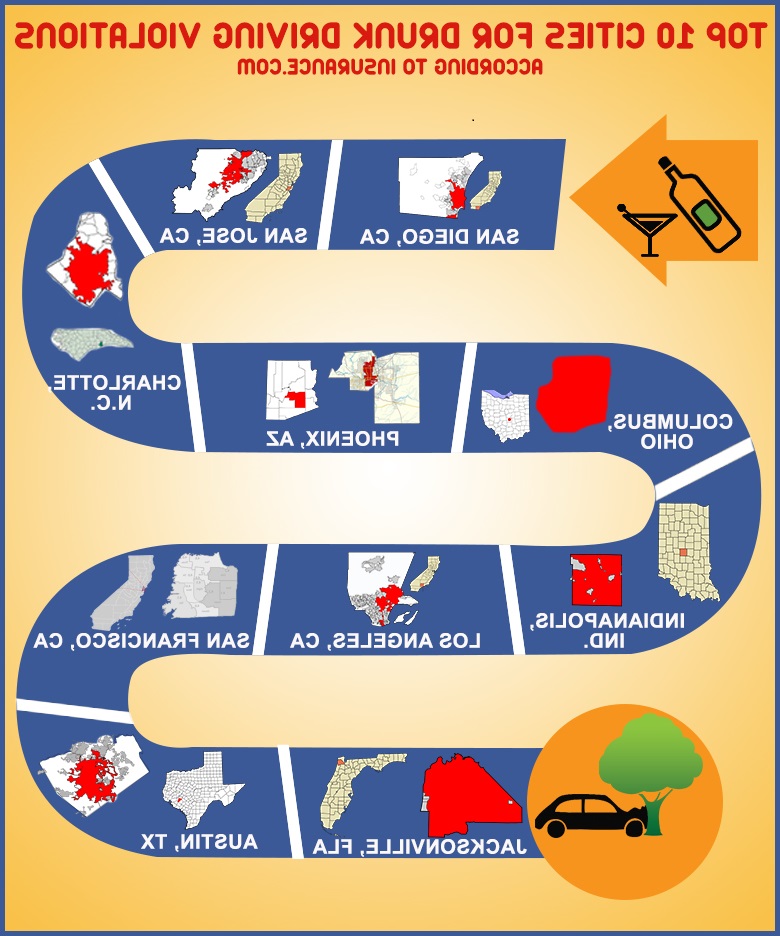 TOP 10 CITIES FOR DRUNK DRIVING VIOLATIONS
ACCORDING TO INSURANCE.COM
SAN DIEGO, CA
SAN JOSE, CA
CHARLOTTE,
N.C.
PHOENIX, AZ
COLUMBUS,
OHIO
INDIANAPOLIS,
IND.
LOS ANGELES, CA
SAN FRANCISCO, CA
AUSTIN, TX
JACKSONVILLE, FLA